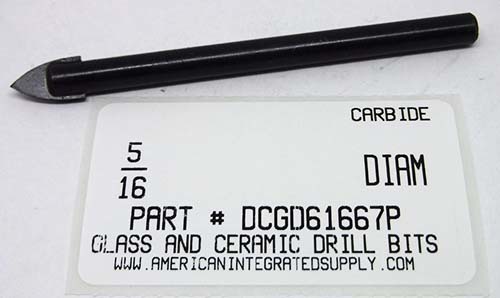 CARBIDE
5/16 DIAM
PART # DCGD61667P
GLASS AND CERAMIC DRILL BITS
WWW.AMERICANINTEGRATEDSUPPLY.COM